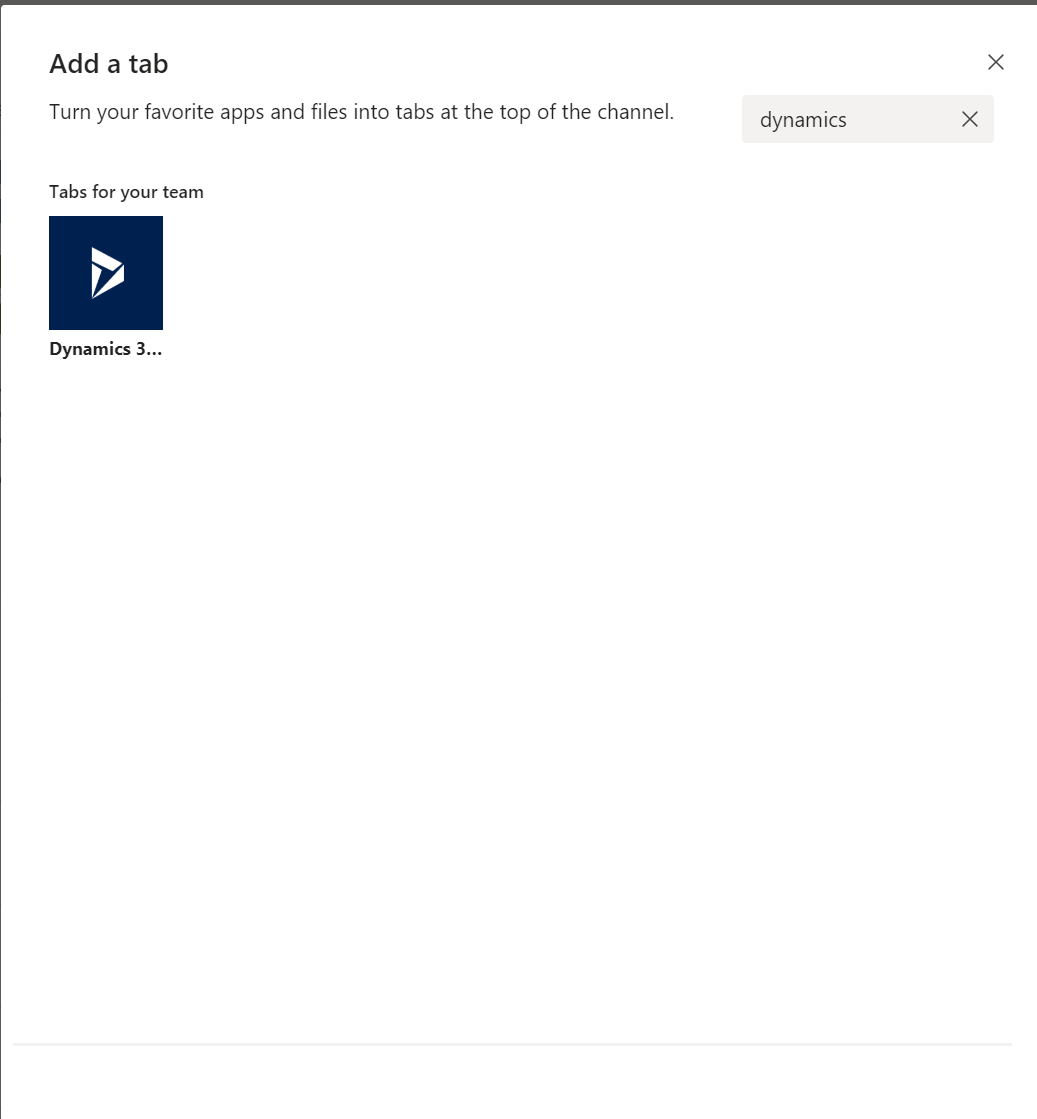 Add a tab
Turn your favorite apps and files into tabs at the top of the channel.
dynamics
Tabs for your team
Dynamics 3...